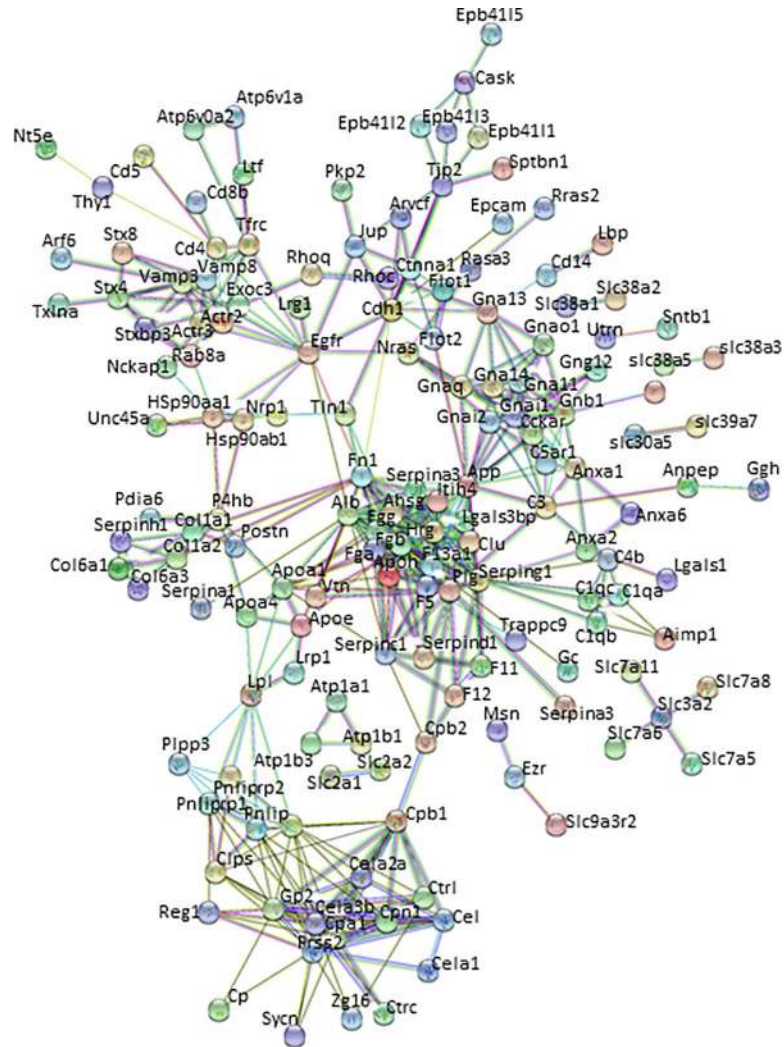 Epb41l5
Cask
Atp6v1a
Atp6v0a2
Epb41l2
Epb41l3
Epb41l1
Nt5e
Cd5
Ltf
Pkp2
Tjp2
Sptbn1
Thy1
Cd8b
Arvcf
Epcam
Rras2
Stx8
Cd4
Tfrc
Jup
Lbp
Arf6
Vamp8
Rhoq
Ctnna1
Rasa3
Cd14
Vamp3
Rhoc
Flot1
Stx4
Exoc3
Gna13
Slc38a2
Txlna
Lrg1
Cdh1
Slc38a1
Actr2
Sntb1
Stxbp3
Actr3
Egfr
Flot2
Gnao1
Utrn
Rab8a
Nras
slc38a3
Nckap1
Gna14
Gng12
slc38a5
Gnaq
Gna11
HSp90aa1
Nrp1
Tln1
Gnai1
Gnb1
Unc45a
Gnai2
slc39a7
Hsp90ab1
Cckar
slc30a5
Fn1
C5ar1
Serpina3
App
Anxa1
Anpep
Ggh
Pdia6
P4hb
Itih4
Ahsg
C3
Serpinh1
Col1a1
Alb
Fgg
Lgals3bp
Anxa6
Postn
Hrg
Anxa2
Col1a2
Fgb
Clu
C4b
Col6a1
Fga
F13a1
Lgals1
Col6a3
Apoh
Apoa1
Plg
Serping1
C1qc
C1qa
Serpina1
Vtn
F5
Apoa4
Apoe
Trappc9
C1qb
Aimp1
Serpinc1
Serpind1
Lrp1
F11
Gc
Slc7a11
Lpl
Atp1a1
F12
Slc7a8
Serpina3
Slc3a2
Msn
Cpb2
Slc7a6
Atp1b1
Plpp3
Atp1b3
Slc2a2
Slc7a5
Ezr
Slc2a1
Pnliprp2
Pnliprp1
Pnlip
Cpb1
Slc9a3r2
Clps
Cela2a
Ctrl
Gp2
Reg1
Cela3b
Cpn1
Cel
Cpa1
Prss2
Cela1
Cp
Zg16
Ctrc
Sycn